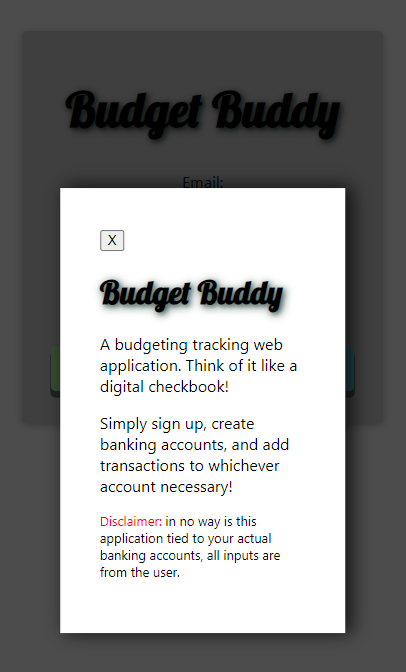 Budget Buddy
Email:
X
Budget Buddy
A budgeting tracking web
application. Think of it like a
digital checkbook!
Simply sign up, create
banking accounts, and add
transactions to whichever
account necessary!
Disclaimer: in no way is this
application tied to your actual
banking accounts, all inputs are
from the user.